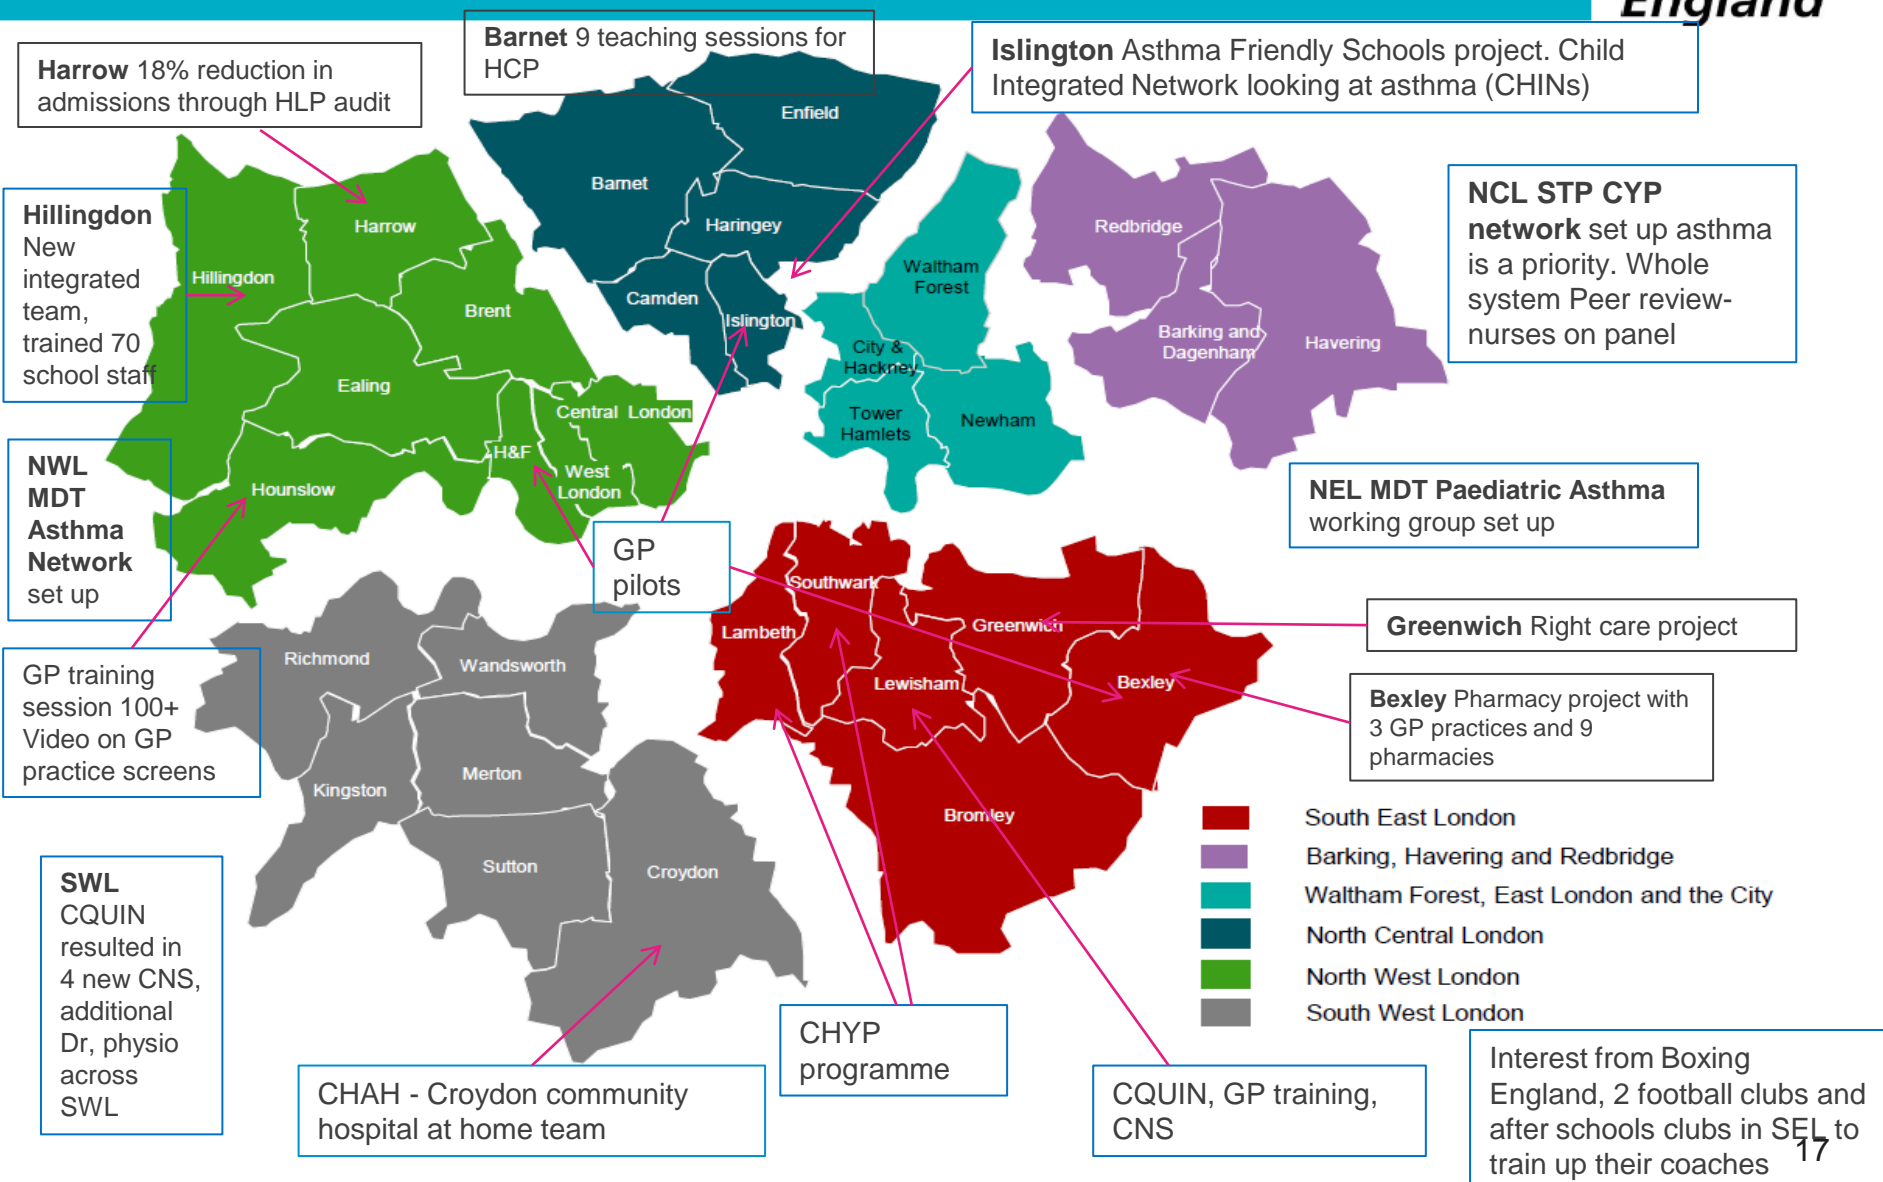 England
Harrow 18% reduction in
admissions through HLP audit
Barnet 9 teaching sessions for
HCP
Islington Asthma Friendly Schools project. Child
Integrated Network looking at asthma (CHINs)
Hillingdon
New
integrated
team,
trained 70
school staff
NCL STP CYP
network set up asthma
is a priority. Whole
system Peer review-
nurses on panel
Enfield
Barnet
Haringey
Camden
Islington
Harrow
Hillingdon
Brent
Ealing
Central London
H&F
West
London
Hounslow
Waltham
Forest
City &
Hackney
Tower
Hamlets
Newham
Redbridge
Barking and
Dagenham
Havering
NWL
MDT
Asthma
Network
set up
NEL MDT Paediatric Asthma
working group set up
GP
pilots
Southwark
Lambeth
Lewisham
Greenwich
Bexley
Bromley
Greenwich Right care project
Bexley Pharmacy project with
3 GP practices and 9
pharmacies
GP training
session 100+
Video on GP
practice screens
Richmond
Wandsworth
Kingston
Merton
Sutton
Croydon
South East London
Barking, Havering and Redbridge
Waltham Forest, East London and the City
North Central London
North West London
South West London
SWL
CQUIN
resulted in
4 new CNS,
additional
Dr, physio
across
SWL
CHAH - Croydon community
hospital at home team
CHYP
programme
CQUIN, GP training,
CNS
Interest from Boxing
England, 2 football clubs and
after schools clubs in SEL to
train up their coaches
17